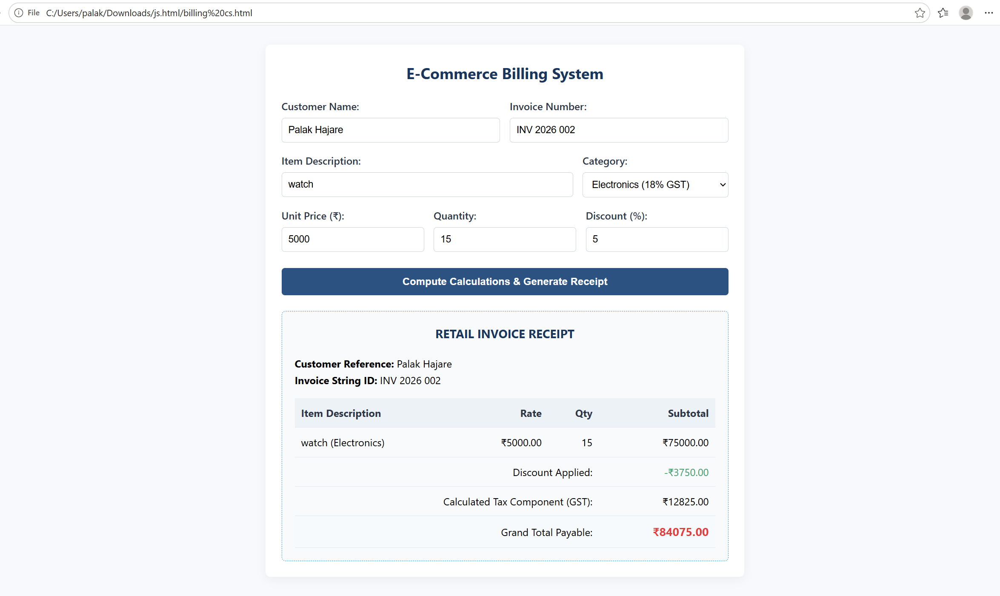 File C:/Users/palak/Downloads/js.html/billing%20cs.html
E-Commerce Billing System
Customer Name: Invoice Number:
Palak Hajare INV 2026 002
Item Description: Category:
watch Electronics (18% GST)
Unit Price (₹): Quantity: Discount (%):
5000 15 5
Compute Calculations & Generate Receipt
RETAIL INVOICE RECEIPT
Customer Reference: Palak Hajare
Invoice String ID: INV 2026 002
Item Description Rate Qty Subtotal
watch (Electronics) ₹5000.00 15 ₹75000.00
Discount Applied: -₹3750.00
Calculated Tax Component (GST): ₹12825.00
Grand Total Payable: ₹84075.00